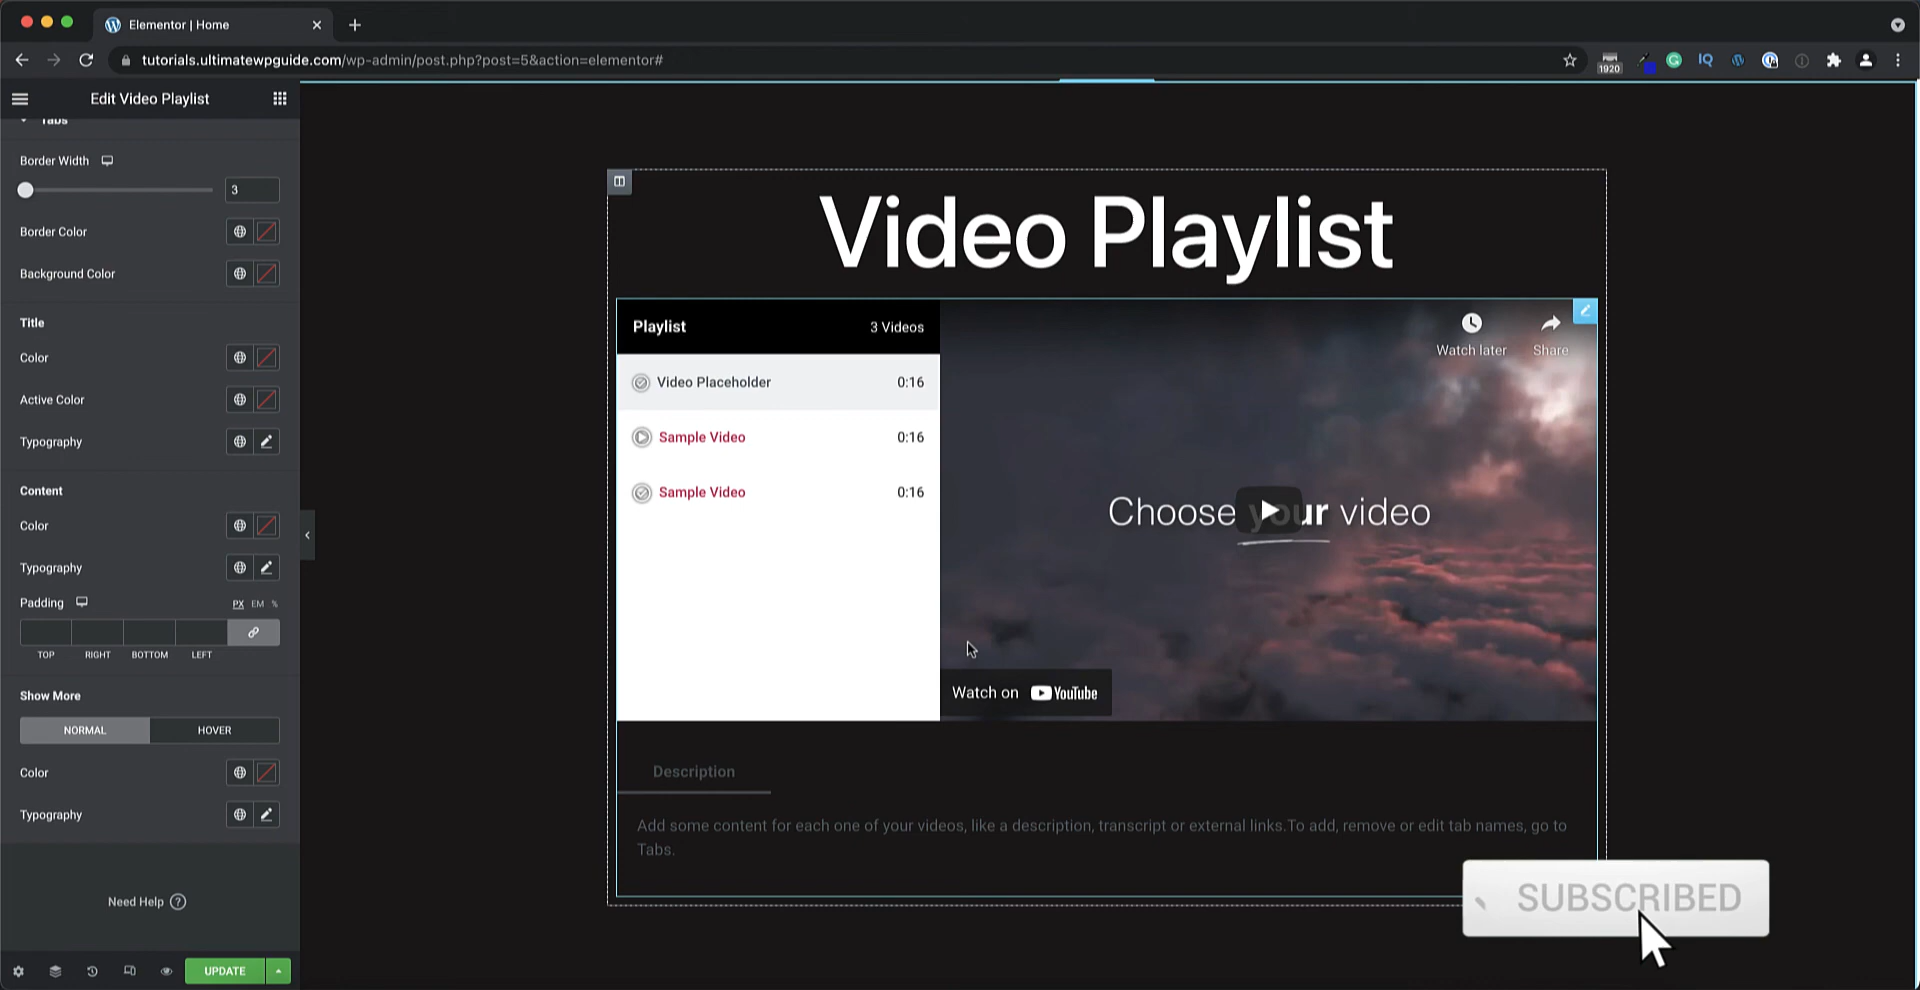 Elementor | Home
tutorials.ultimatewpguide.com/wp-admin/post.php?post=5&action=elementor#
1920
IQ
Edit Video Playlist
Tabs
Border Width
3
Border Color
Background Color
Title
Color
Active Color
Typography
Content
Color
Typography
Padding
PX EM %
TOP RIGHT BOTTOM LEFT
Show More
NORMAL HOVER
Color
Typography
Need Help ?
UPDATE
Video Playlist
Playlist 3 Videos
Video Placeholder 0:16
Sample Video 0:16
Sample Video 0:16
Watch later Share
Choose your video
Watch on YouTube
Description
Add some content for each one of your videos, like a description, transcript or external links.To add, remove or edit tab names, go to
Tabs.
SUBSCRIBED